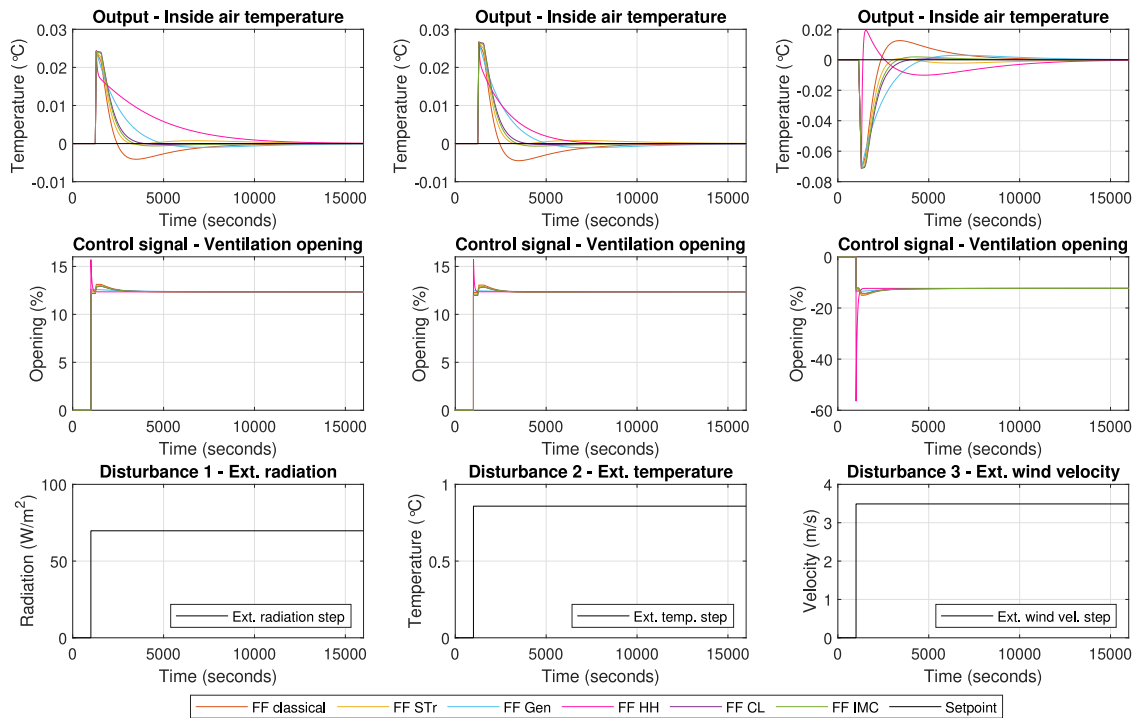 Output - Inside air temperature
Output - Inside air temperature
Output - Inside air temperature
Temperature (°C)
0.03
0.02
0.01
0
-0.01
0 5000 10000 15000
Time (seconds)
Temperature (°C)
0.03
0.02
0.01
0
-0.01
0 5000 10000 15000
Time (seconds)
Temperature (°C)
0.02
0
-0.02
-0.04
-0.06
-0.08
0 5000 10000 15000
Time (seconds)
Control signal - Ventilation opening
Control signal - Ventilation opening
Control signal - Ventilation opening
Opening (%)
15
10
5
0
0 5000 10000 15000
Time (seconds)
Opening (%)
15
10
5
0
0 5000 10000 15000
Time (seconds)
Opening (%)
0
-20
-40
-60
0 5000 10000 15000
Time (seconds)
Disturbance 1 - Ext. radiation
Disturbance 2 - Ext. temperature
Disturbance 3 - Ext. wind velocity
Radiation (W/m²)
100
50
0
Ext. radiation step
0 5000 10000 15000
Time (seconds)
Temperature (°C)
1
0.5
0
Ext. temp. step
0 5000 10000 15000
Time (seconds)
Velocity (m/s)
4
3
2
1
0
Ext. wind vel. step
0 5000 10000 15000
Time (seconds)
FF classical FF STr FF Gen FF HH FF CL FF IMC Setpoint